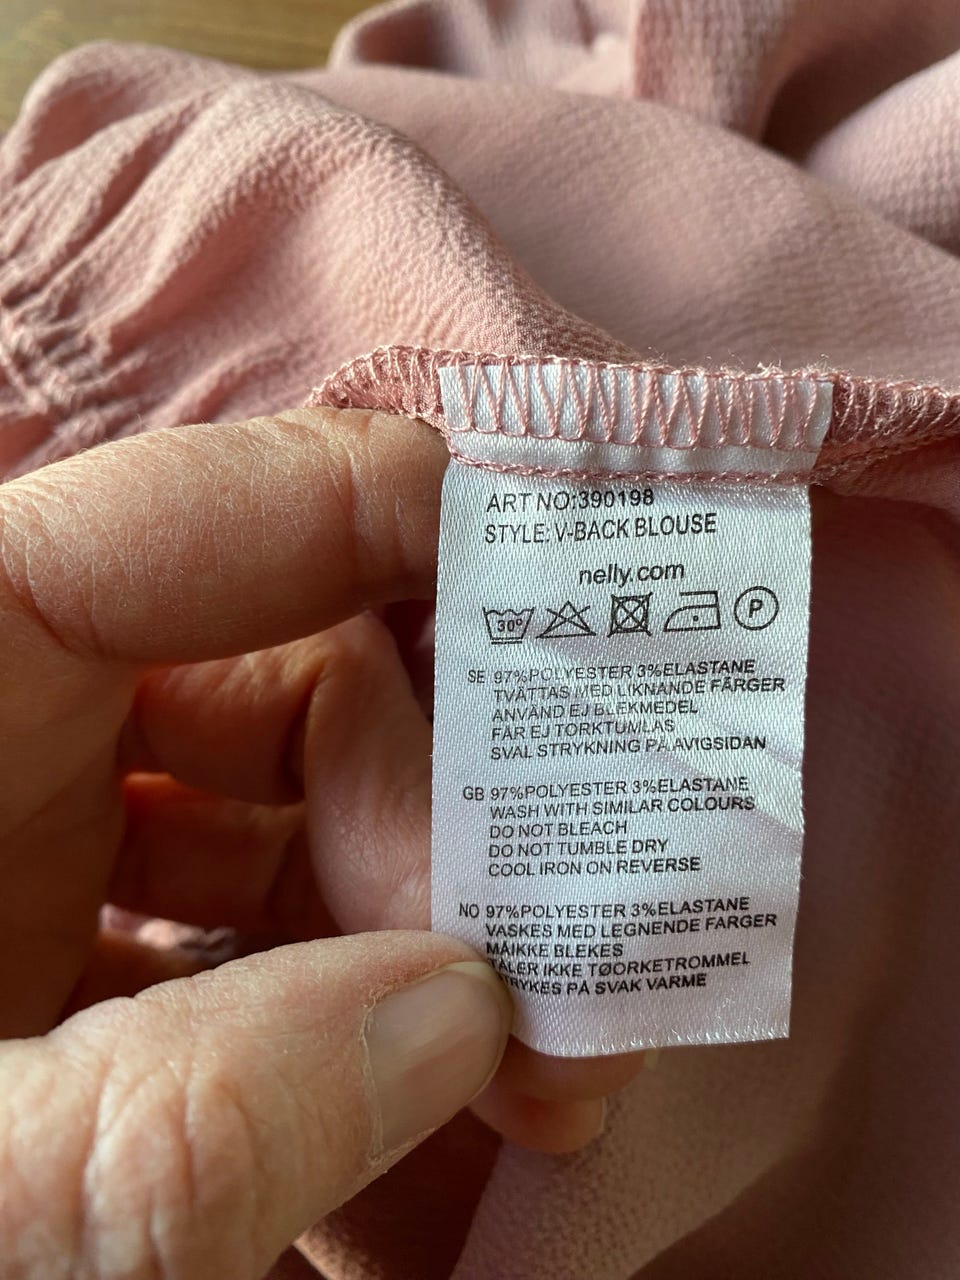 ART NO:390198
STYLE: V-BACK BLOUSE
nelly.com
30° P
SE 97%POLYESTER 3%ELASTANE
TVÄTTAS MED LIKNANDE FÄRGER
ANVÄND EJ BLEKMEDEL
FÅR EJ TORKTUMLAS
SVAL STRYKNING PÅ AVIGSIDAN
GB 97%POLYESTER 3%ELASTANE
WASH WITH SIMILAR COLOURS
DO NOT BLEACH
DO NOT TUMBLE DRY
COOL IRON ON REVERSE
NO 97%POLYESTER 3%ELASTANE
VASKES MED LEGNENDE FARGER
MÅIKKE BLEKES
TÅLER IKKE TØORKETROMMEL
STRYKES PÅ SVAK VARME